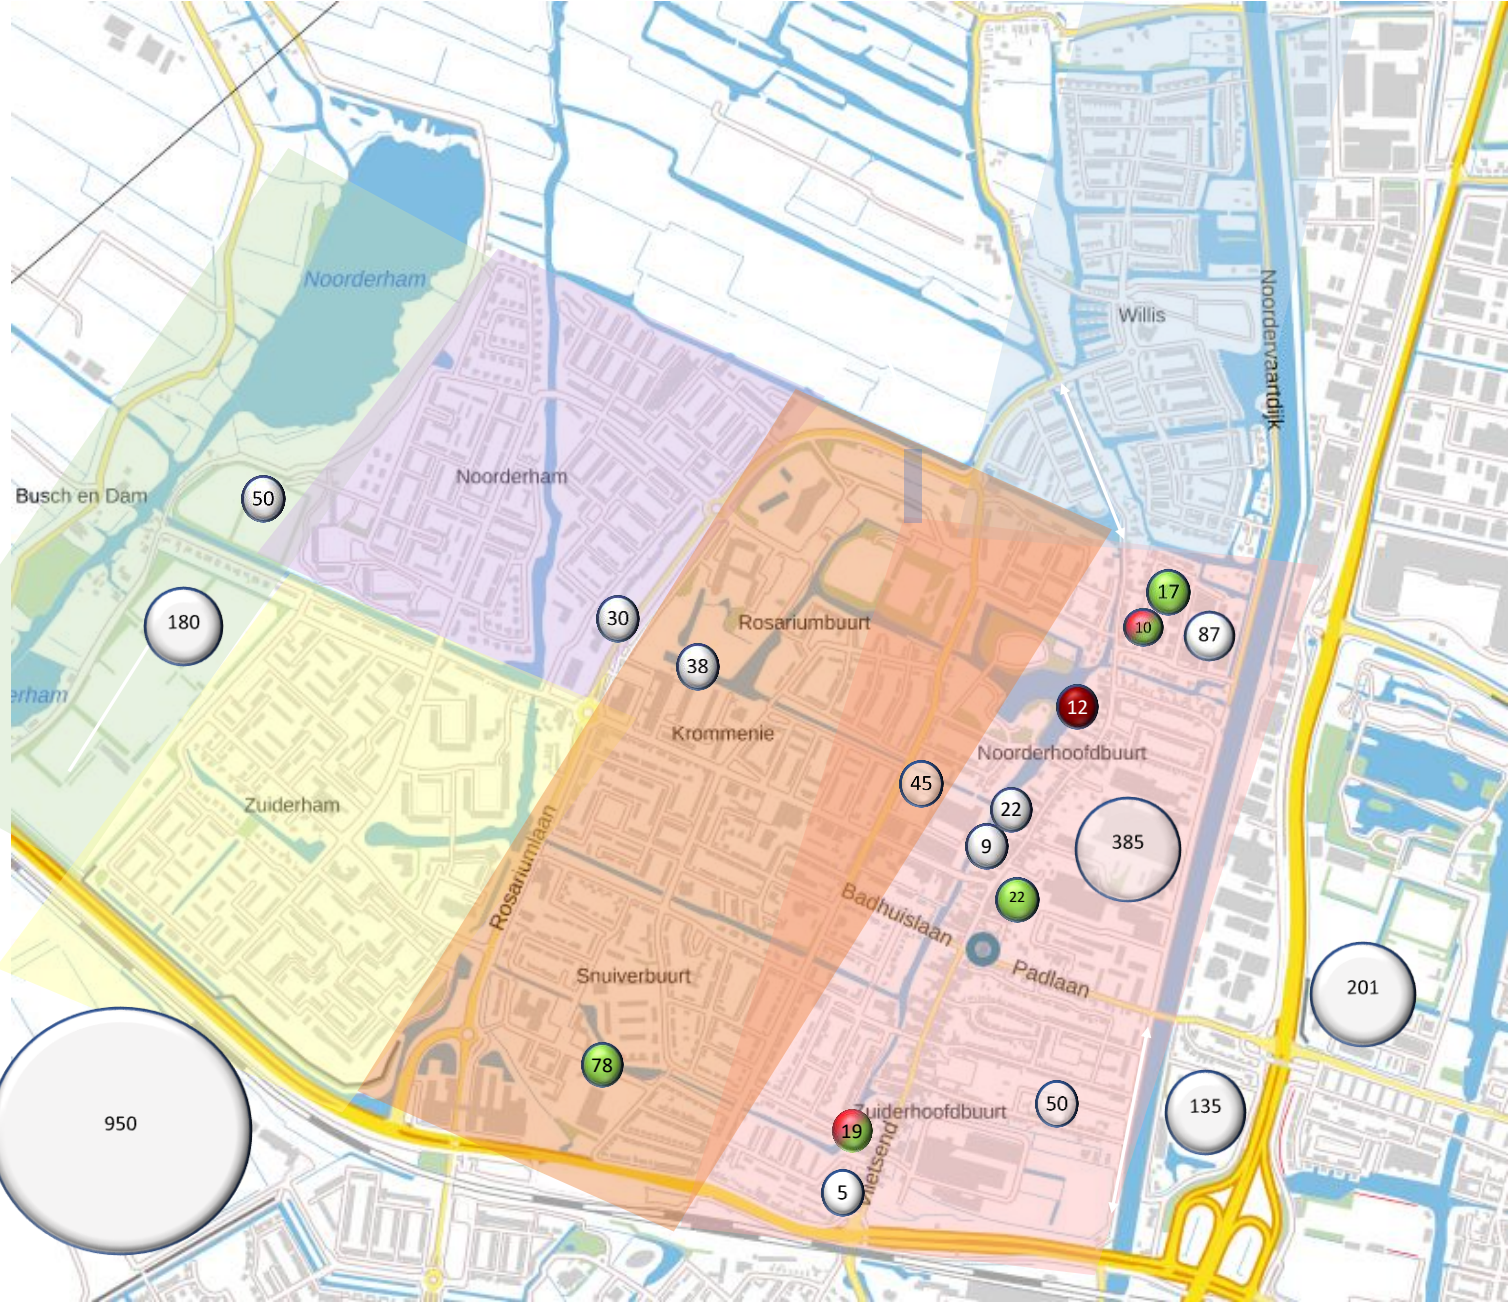 Noorderham
Noordervaartdijk
Willis
Noorderham
Busch en Dam
50
17
10
87
180
30
Rosariumbuurt
38
erham
12
Krommenie
Noorderhoofdbuurt
45
Zuiderham
22
9
385
Rosariumlaan
22
Badhuislaan
Padlaan
Snuiverbuurt
201
78
950
50
135
Zuiderhoofdbuurt
19
Vlietsend
5